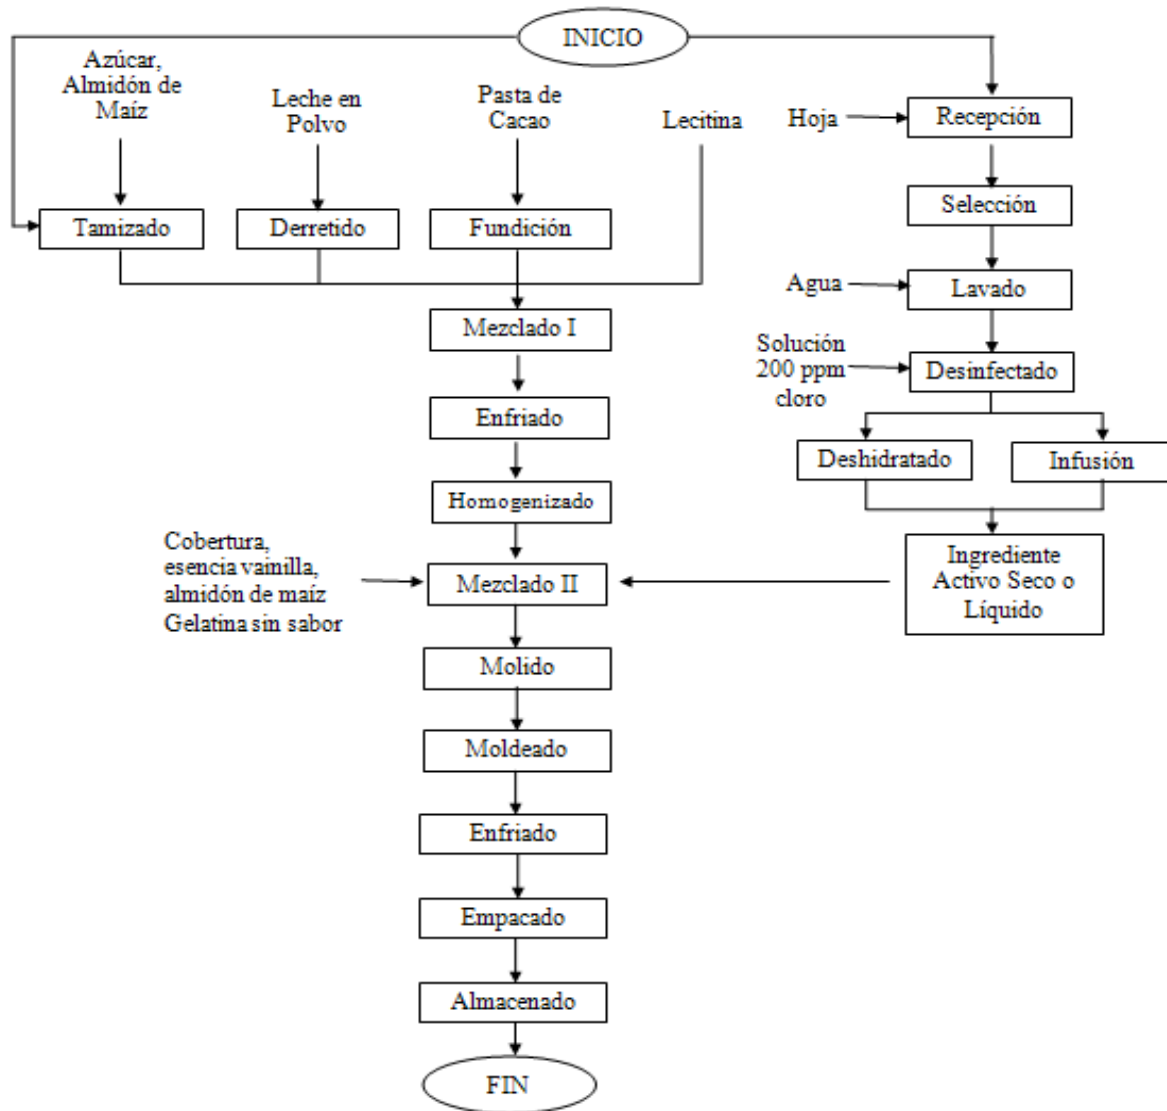 INICIO
Azúcar,
Almidón de
Maíz
Leche en
Polvo
Pasta de
Cacao
Lecitina
Hoja
Recepción
Selección
Tamizado
Derretido
Fundición
Agua
Lavado
Mezclado I
Solución
200 ppm
cloro
Desinfectado
Enfriado
Deshidratado
Infusión
Homogenizado
Cobertura,
esencia vainilla,
almidón de maíz
Gelatina sin sabor
Mezclado II
Ingrediente
Activo Seco o
Líquido
Molido
Moldeado
Enfriado
Empacado
Almacenado
FIN